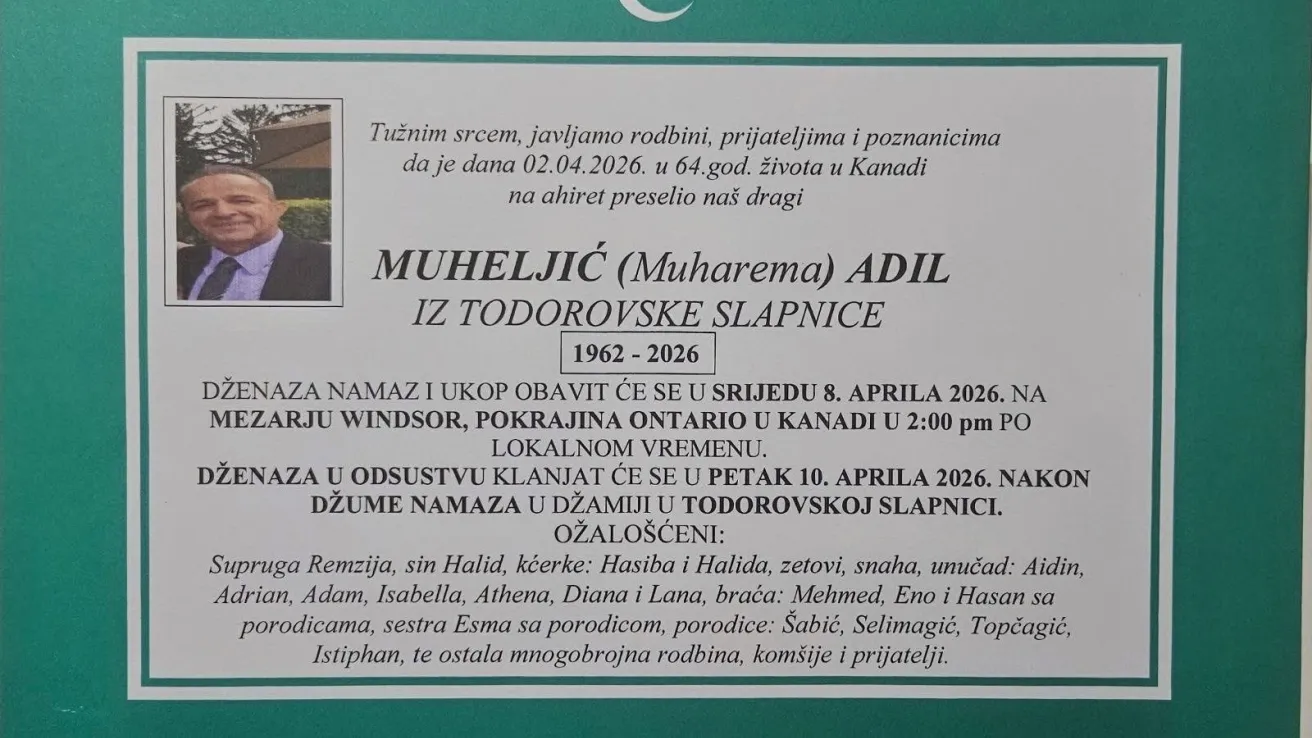 Tužnim srcem, javljamo rodbini, prijateljima i poznanicima
da je dana 02.04.2026. u 64.god. života u Kanadi
na ahiret preselio naš dragi
MUHELJIĆ (Muharema) ADIL
IZ TODOROVSKE SLAPNICE
1962 - 2026
DŽENAZA NAMAZ I UKOP OBAVIT ĆE SE U SRIJEDU 8. APRILA 2026. NA
MEZARJU WINDSOR, POKRAJINA ONTARIO U KANADI U 2:00 pm PO
LOKALNOM VREMENU.
DŽENAZA U ODSUSTVU KLANJAT ĆE SE U PETAK 10. APRILA 2026. NAKON
DŽUME NAMAZA U DŽAMIJI U TODOROVSKOJ SLAPNICI.
OŽALOŠĆENI:
Supruga Remzija, sin Halid, kćerke: Hasiba i Halida, zetovi, snaha, unučad: Aidin,
Adrian, Adam, Isabella, Athena, Diana i Lana, braća: Mehmed, Eno i Hasan sa
porodicama, sestra Esma sa porodicom, porodice: Šabić, Selimagić, Topčagić,
Istiphan, te ostala mnogobrojna rodbina, komšije i prijatelji.